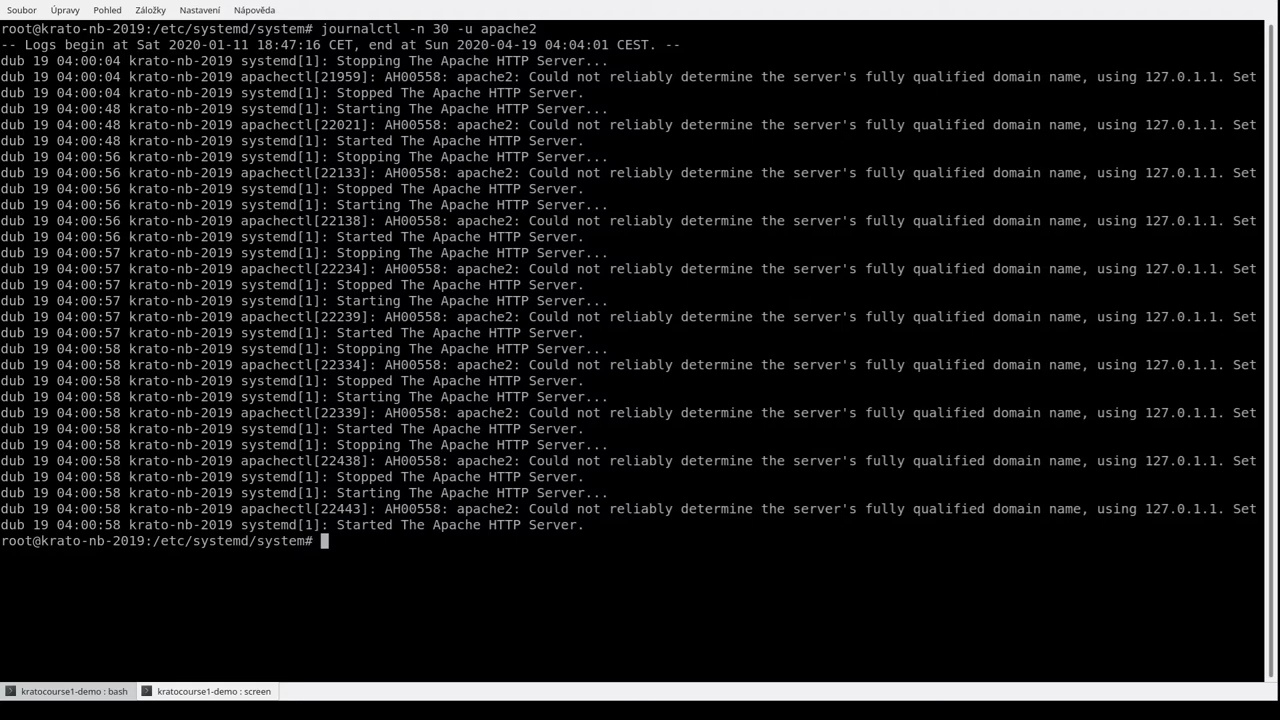 Soubor Úpravy Pohled Záložky Nastavení Nápověda
root@krato-nb-2019:/etc/systemd/system# journalctl -n 30 -u apache2
-- Logs begin at Sat 2020-01-11 18:47:16 CET, end at Sun 2020-04-19 04:04:01 CEST. --
dub 19 04:00:04 krato-nb-2019 systemd[1]: Stopping The Apache HTTP Server...
dub 19 04:00:04 krato-nb-2019 apachectl[21959]: AH00558: apache2: Could not reliably determine the server's fully qualified domain name, using 127.0.1.1. Set
dub 19 04:00:04 krato-nb-2019 systemd[1]: Stopped The Apache HTTP Server.
dub 19 04:00:48 krato-nb-2019 systemd[1]: Starting The Apache HTTP Server...
dub 19 04:00:48 krato-nb-2019 apachectl[22021]: AH00558: apache2: Could not reliably determine the server's fully qualified domain name, using 127.0.1.1. Set
dub 19 04:00:48 krato-nb-2019 systemd[1]: Started The Apache HTTP Server.
dub 19 04:00:56 krato-nb-2019 systemd[1]: Stopping The Apache HTTP Server...
dub 19 04:00:56 krato-nb-2019 apachectl[22133]: AH00558: apache2: Could not reliably determine the server's fully qualified domain name, using 127.0.1.1. Set
dub 19 04:00:56 krato-nb-2019 systemd[1]: Stopped The Apache HTTP Server.
dub 19 04:00:56 krato-nb-2019 systemd[1]: Starting The Apache HTTP Server...
dub 19 04:00:56 krato-nb-2019 apachectl[22138]: AH00558: apache2: Could not reliably determine the server's fully qualified domain name, using 127.0.1.1. Set
dub 19 04:00:56 krato-nb-2019 systemd[1]: Started The Apache HTTP Server.
dub 19 04:00:57 krato-nb-2019 systemd[1]: Stopping The Apache HTTP Server...
dub 19 04:00:57 krato-nb-2019 apachectl[22234]: AH00558: apache2: Could not reliably determine the server's fully qualified domain name, using 127.0.1.1. Set
dub 19 04:00:57 krato-nb-2019 systemd[1]: Stopped The Apache HTTP Server.
dub 19 04:00:57 krato-nb-2019 systemd[1]: Starting The Apache HTTP Server...
dub 19 04:00:57 krato-nb-2019 apachectl[22239]: AH00558: apache2: Could not reliably determine the server's fully qualified domain name, using 127.0.1.1. Set
dub 19 04:00:57 krato-nb-2019 systemd[1]: Started The Apache HTTP Server.
dub 19 04:00:58 krato-nb-2019 systemd[1]: Stopping The Apache HTTP Server...
dub 19 04:00:58 krato-nb-2019 apachectl[22334]: AH00558: apache2: Could not reliably determine the server's fully qualified domain name, using 127.0.1.1. Set
dub 19 04:00:58 krato-nb-2019 systemd[1]: Stopped The Apache HTTP Server.
dub 19 04:00:58 krato-nb-2019 systemd[1]: Starting The Apache HTTP Server...
dub 19 04:00:58 krato-nb-2019 apachectl[22339]: AH00558: apache2: Could not reliably determine the server's fully qualified domain name, using 127.0.1.1. Set
dub 19 04:00:58 krato-nb-2019 systemd[1]: Started The Apache HTTP Server.
dub 19 04:00:58 krato-nb-2019 systemd[1]: Stopping The Apache HTTP Server...
dub 19 04:00:58 krato-nb-2019 apachectl[22438]: AH00558: apache2: Could not reliably determine the server's fully qualified domain name, using 127.0.1.1. Set
dub 19 04:00:58 krato-nb-2019 systemd[1]: Stopped The Apache HTTP Server.
dub 19 04:00:58 krato-nb-2019 systemd[1]: Starting The Apache HTTP Server...
dub 19 04:00:58 krato-nb-2019 apachectl[22443]: AH00558: apache2: Could not reliably determine the server's fully qualified domain name, using 127.0.1.1. Set
dub 19 04:00:58 krato-nb-2019 systemd[1]: Started The Apache HTTP Server.
root@krato-nb-2019:/etc/systemd/system#
kratocourse1-demo : bash kratocourse1-demo : screen